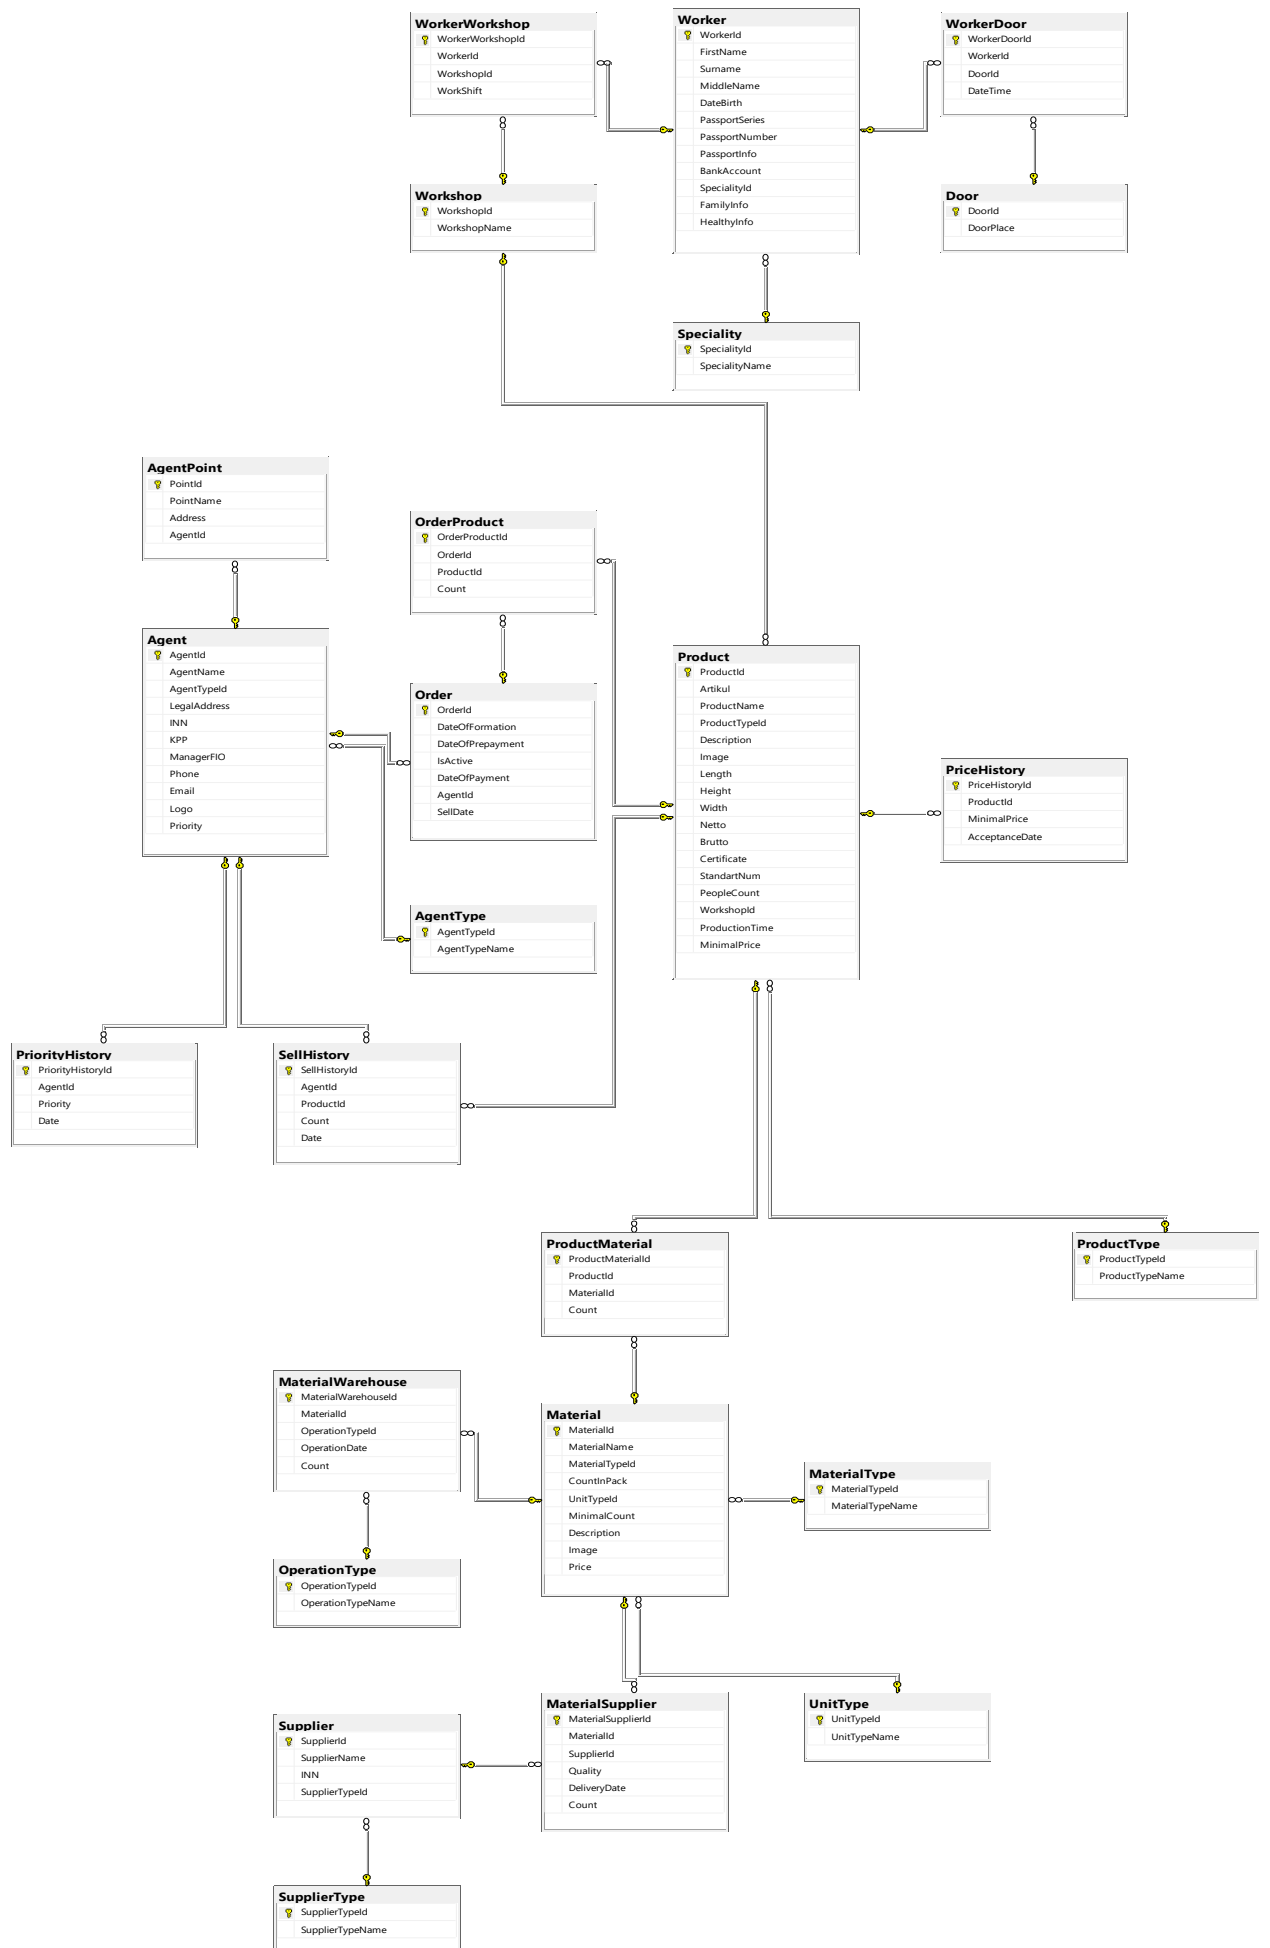 WorkerWorkshop
WorkerWorkshopId
WorkerId
WorkshopId
WorkShift
Worker
WorkerId
FirstName
Surname
MiddleName
DateBirth
PassportSeries
PassportNumber
PassportInfo
BankAccount
SpecialityId
FamilyInfo
HealthyInfo
WorkerDoor
WorkerDoorId
WorkerId
DoorId
DateTime
Workshop
WorkshopId
WorkshopName
Door
DoorId
DoorPlace
Speciality
SpecialityId
SpecialityName
AgentPoint
PointId
PointName
Address
AgentId
OrderProduct
OrderProductId
OrderId
ProductId
Count
Agent
AgentId
AgentName
AgentTypeId
LegalAddress
INN
KPP
ManagerFIO
Phone
Email
Logo
Priority
Order
OrderId
DateOfFormation
DateOfPrepayment
IsActive
DateOfPayment
AgentId
SellDate
Product
ProductId
Artikul
ProductName
ProductTypeId
Description
Image
Length
Height
Width
Netto
Brutto
Certificate
StandartNum
PeopleCount
WorkshopId
ProductionTime
MinimalPrice
PriceHistory
PriceHistoryId
ProductId
MinimalPrice
AcceptanceDate
AgentType
AgentTypeId
AgentTypeName
PriorityHistory
PriorityHistoryId
AgentId
Priority
Date
SellHistory
SellHistoryId
AgentId
ProductId
Count
Date
ProductMaterial
ProductMaterialId
ProductId
MaterialId
Count
ProductType
ProductTypeId
ProductTypeName
MaterialWarehouse
MaterialWarehouseId
MaterialId
OperationTypeId
OperationDate
Count
Material
MaterialId
MaterialName
MaterialTypeId
CountInPack
UnitTypeId
MinimalCount
Description
Image
Price
MaterialType
MaterialTypeId
MaterialTypeName
OperationType
OperationTypeId
OperationTypeName
MaterialSupplier
MaterialSupplierId
MaterialId
SupplierId
Quality
DeliveryDate
Count
UnitType
UnitTypeId
UnitTypeName
Supplier
SupplierId
SupplierName
INN
SupplierTypeId
SupplierType
SupplierTypeId
SupplierTypeName